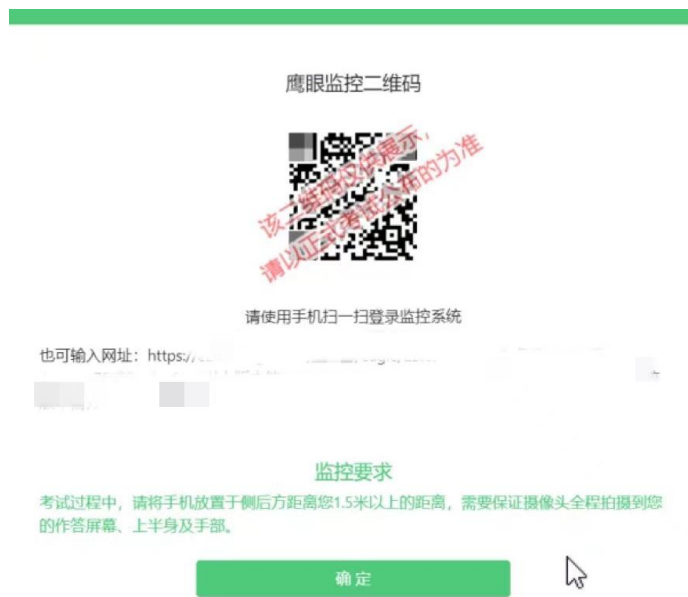 鹰眼监控二维码
该二维码仅供展示，
请以正式考试公布的为准
请使用手机扫一扫登录监控系统
也可输入网址：https://
监控要求
考试过程中，请将手机放置于侧后方距离您1.5米以上的距离，需要保证摄像头全程拍摄到您
的作答屏幕、上半身及手部。
确定